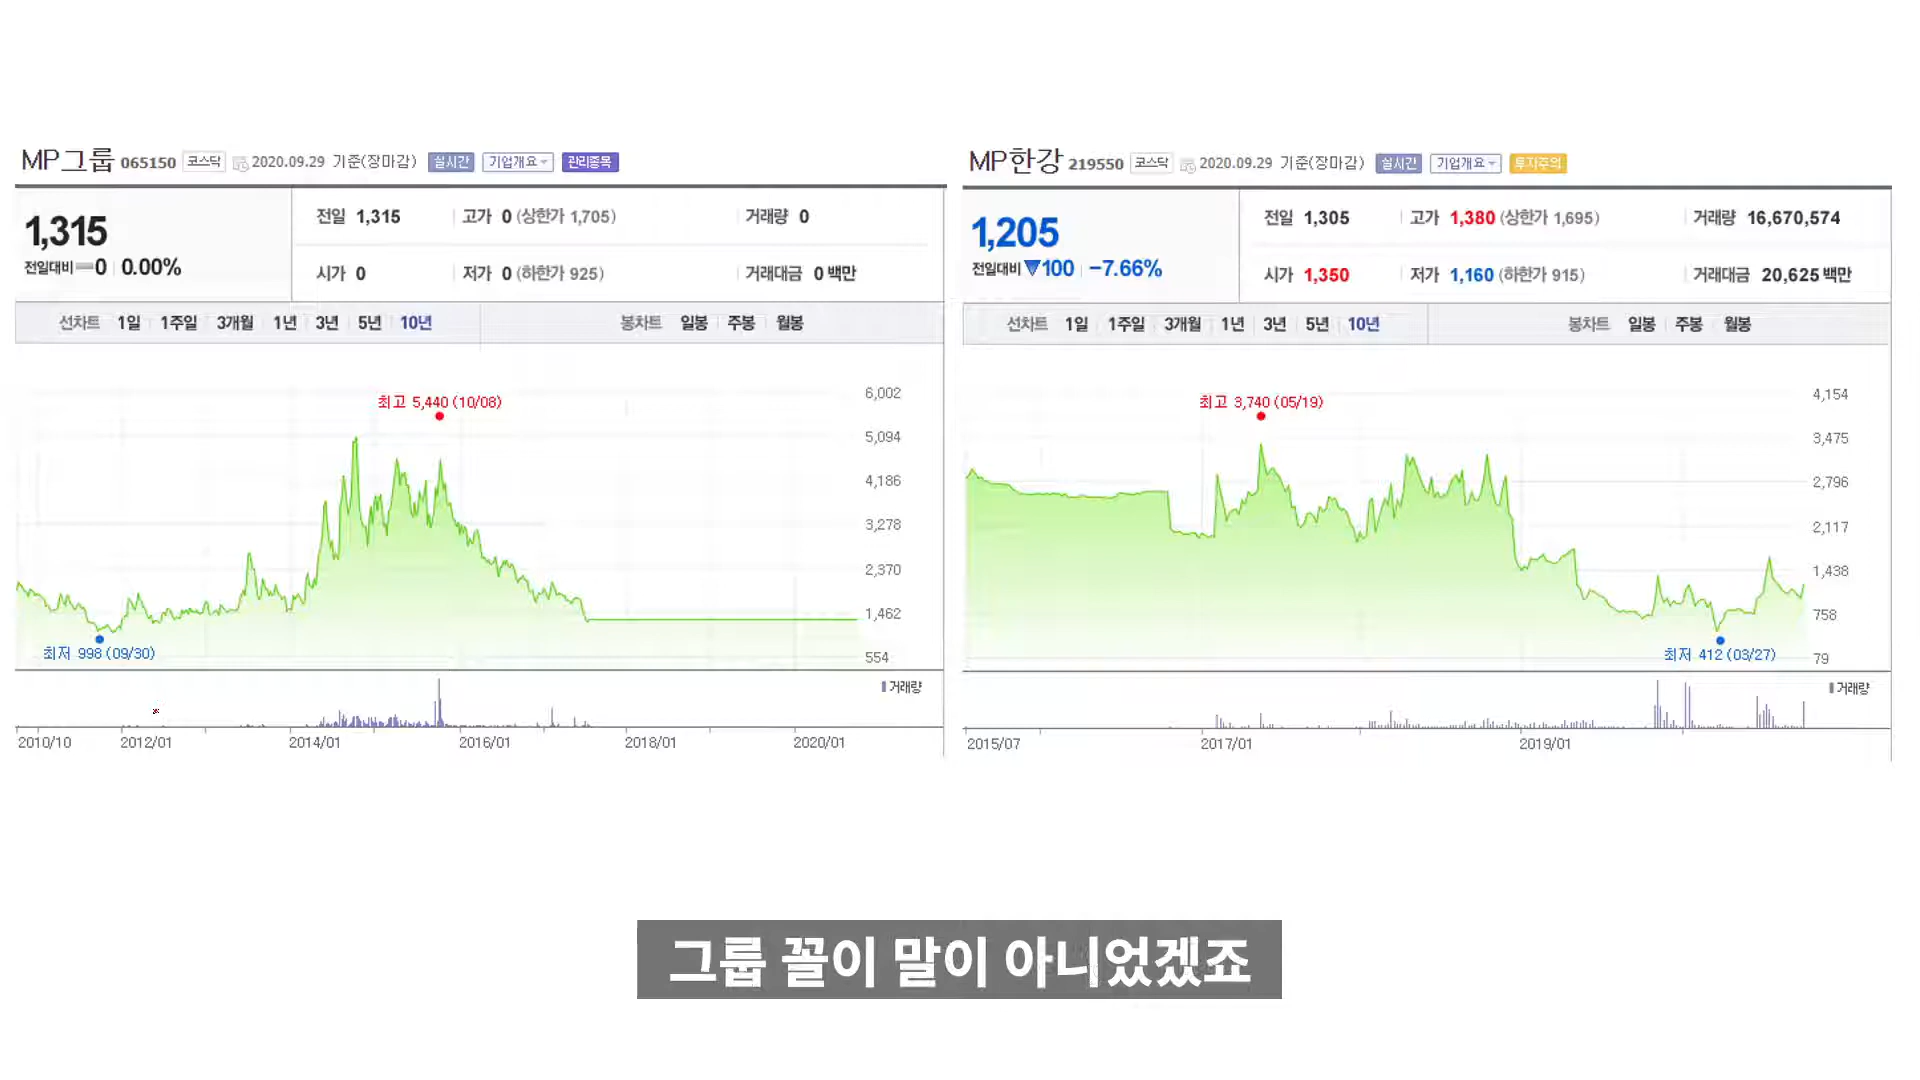 MP그룹 065150 코스닥 2020.09.29 기준(장마감) 실시간 기업개요 관리종목
1,315
전일대비 0 0.00%
전일 1,315 고가 0 (상한가 1,705) 거래량 0
시가 0 저가 0 (하한가 925) 거래대금 0 백만
선차트 1일 1주일 3개월 1년 3년 5년 10년 봉차트 일봉 주봉 월봉
최고 5,440 (10/08)
최저 998 (09/30)
6,002
5,094
4,186
3,278
2,370
1,462
554
거래량
2010/10 2012/01 2014/01 2016/01 2018/01 2020/01
MP한강 219550 코스닥 2020.09.29 기준(장마감) 실시간 기업개요 투자주의
1,205
전일대비 ▼100 -7.66%
전일 1,305 고가 1,380 (상한가 1,695) 거래량 16,670,574
시가 1,350 저가 1,160 (하한가 915) 거래대금 20,625 백만
선차트 1일 1주일 3개월 1년 3년 5년 10년 봉차트 일봉 주봉 월봉
최고 3,740 (05/19)
최저 412 (03/27)
4,154
3,475
2,796
2,117
1,438
758
79
거래량
2015/07 2017/01 2019/01
그룹 꼴이 말이 아니었겠죠